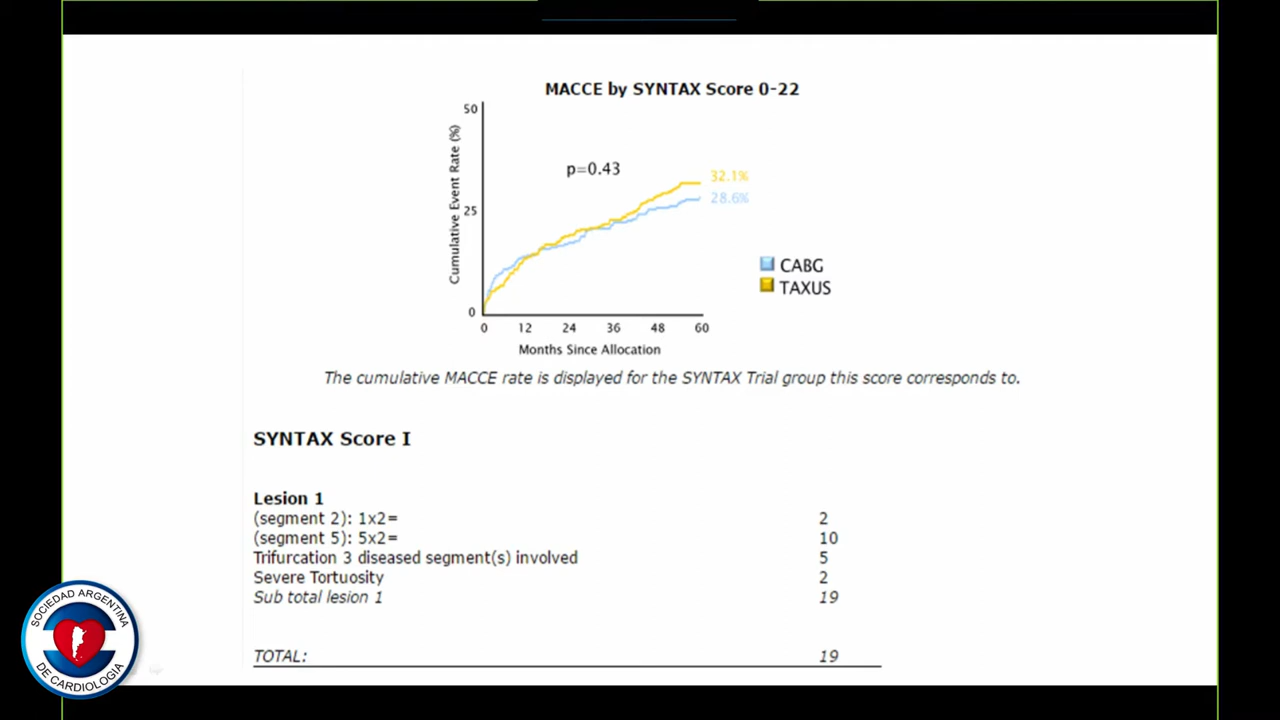 MACCE by SYNTAX Score 0-22
50
25
0
Cumulative Event Rate (%)
p=0.43
32.1%
28.6%
CABG
TAXUS
0 12 24 36 48 60
Months Since Allocation
The cumulative MACCE rate is displayed for the SYNTAX Trial group this score corresponds to.
SYNTAX Score I
Lesion 1
(segment 2): 1x2= 2
(segment 5): 5x2= 10
Trifurcation 3 diseased segment(s) involved 5
Severe Tortuosity 2
Sub total lesion 1 19
TOTAL: 19
SOCIEDAD ARGENTINA
DE CARDIOLOGÍA